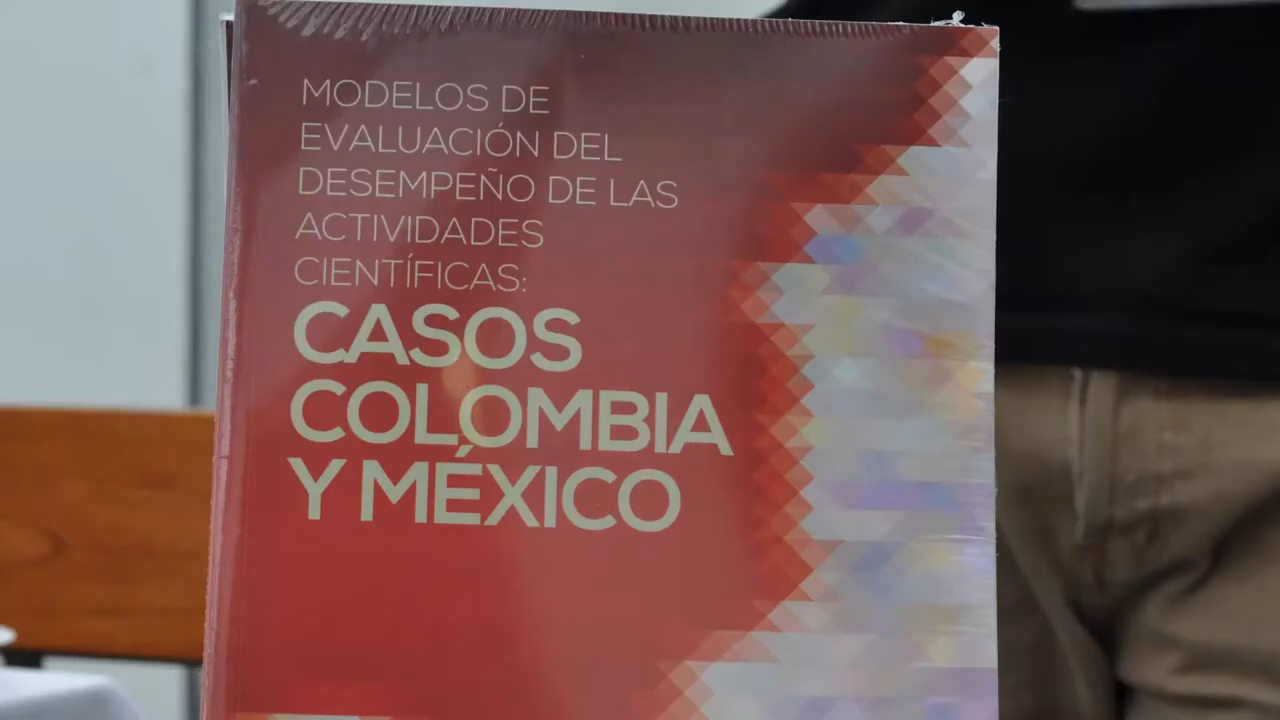 MODELOS DE
EVALUACIÓN DEL
DESEMPEÑO DE LAS
ACTIVIDADES
CIENTÍFICAS:
CASOS
COLOMBIA
Y MÉXICO